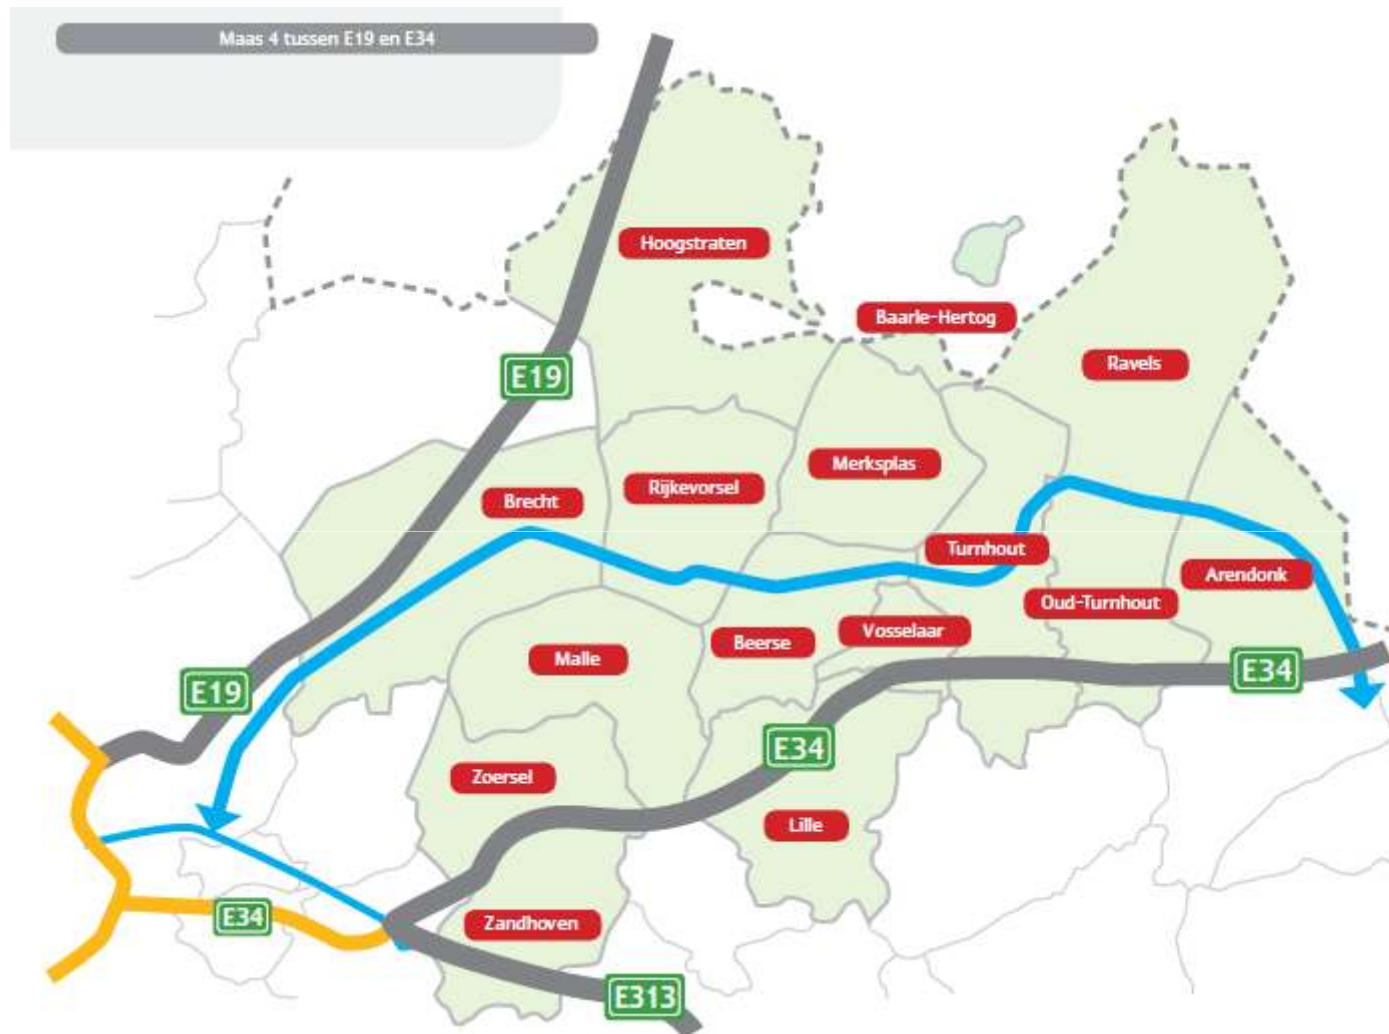 Maas 4 tussen E19 en E34
Hoogstraten
Baarle-Hertog
Ravels
E19
Merksplas
Rijkevorsel
Brecht
Turnhout
Arendonk
Oud-Turnhout
Vosselaar
Beerse
Malle
E34
E19
E34
Zoersel
Lille
E34
Zandhoven
E313